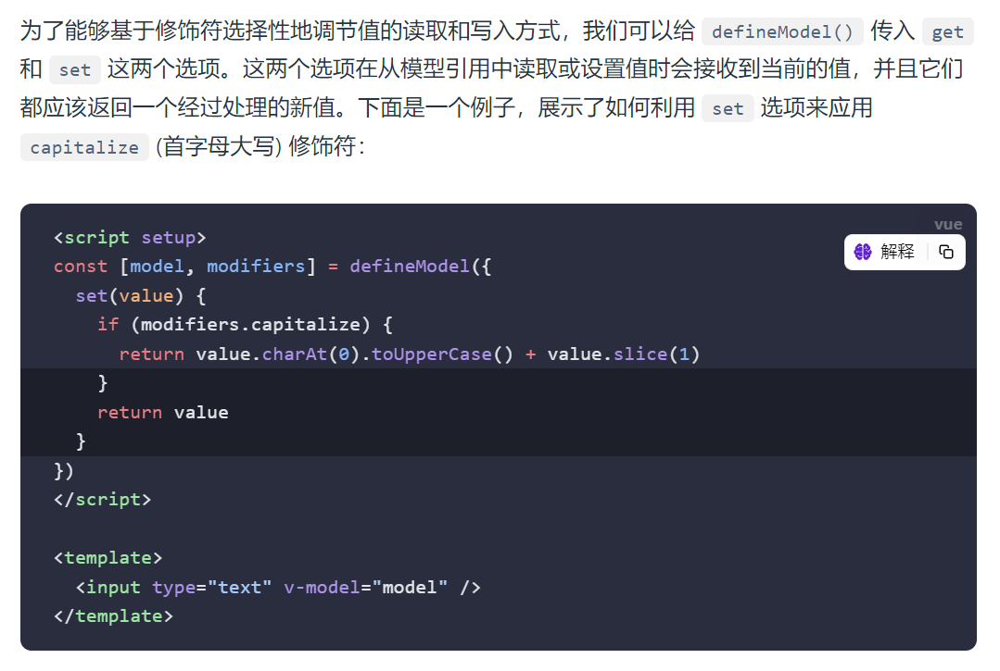 为了能够基于修饰符选择性地调节值的读取和写入方式，我们可以给 defineModel() 传入 get
和 set 这两个选项。这两个选项在从模型引用中读取或设置值时会接收到当前的值，并且它们
都应该返回一个经过处理的新值。下面是一个例子，展示了如何利用 set 选项来应用
capitalize (首字母大写) 修饰符：
vue
解释
<script setup>
const [model, modifiers] = defineModel({
  set(value) {
    if (modifiers.capitalize) {
      return value.charAt(0).toUpperCase() + value.slice(1)
    }
    return value
  }
})
</script>

<template>
  <input type="text" v-model="model" />
</template>